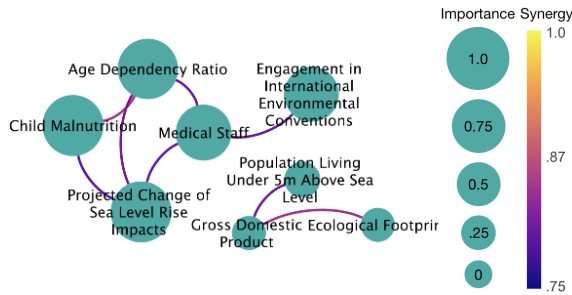 Importance Synergy
Age Dependency Ratio
Engagement in
International
Environmental
Conventions
Child Malnutrition
Medical Staff
Population Living
Under 5m Above Sea
Level
Projected Change of
Sea Level Rise
Impacts
Gross Domestic
Product
Ecological Footprin
1.0
0.75
0.5
.25
0
1.0
.87
.75